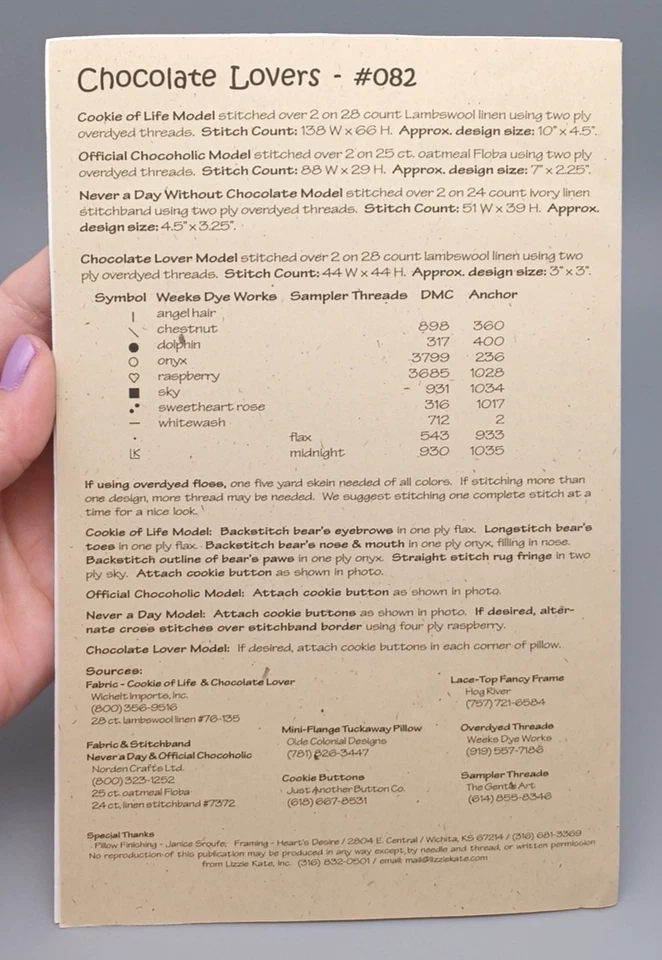 Chocolate Lovers - #082
Cookie of Life Model stitched over 2 on 28 count Lambswool linen using two ply
overdyed threads. Stitch Count: 138 W x 66 H. Approx. design size: 10" x 4.5".
Official Chocoholic Model stitched over 2 on 25 ct. oatmeal Floba using two ply
overdyed threads. Stitch Count: 88 W x 29 H. Approx. design size: 7" x 2.25".
Never a Day Without Chocolate Model stitched over 2 on 24 count ivory linen
stitchband using two ply overdyed threads. Stitch Count: 51 W x 39 H. Approx.
design size: 4.5" x 3.25".
Chocolate Lover Model stitched over 2 on 28 count lambswool linen using two
ply overdyed threads. Stitch Count: 44 W x 44 H. Approx. design size: 3" x 3".
Symbol Weeks Dye Works Sampler Threads DMC Anchor
| angel hair
\ chestnut 898 360
● dolphin 317 400
○ onyx 3799 236
♡ raspberry 3685 1028
■ sky 931 1034
sweetheart rose 316 1017
— whitewash 712 2
· flax 543 933
LK midnight 930 1035
If using overdyed floss, one five yard skein needed of all colors. If stitching more than
one design, more thread may be needed. We suggest stitching one complete stitch at a
time for a nice look.
Cookie of Life Model: Backstitch bear's eyebrows in one ply flax. Longstitch bear's
toes in one ply flax. Backstitch bear's nose & mouth in one ply onyx, filling in nose.
Backstitch outline of bear's paws in one ply onyx. Straight stitch rug fringe in two
ply sky. Attach cookie button as shown in photo.
Official Chocoholic Model: Attach cookie button as shown in photo.
Never a Day Model: Attach cookie buttons as shown in photo. If desired, alter-
nate cross stitches over stitchband border using four ply raspberry.
Chocolate Lover Model: If desired, attach cookie buttons in each corner of pillow.
Sources:
Fabric - Cookie of Life & Chocolate Lover
Wichelt Imports, Inc.
(800) 356-9516
28 ct. lambswool linen #76-135
Fabric & Stitchband
Never a Day & Official Chocoholic
Norden Crafts Ltd.
(800) 323-1252
25 ct. oatmeal Floba
24 ct. linen stitchband #7372
Mini-Flange Tuckaway Pillow
Olde Colonial Designs
(781) 826-3447
Cookie Buttons
Just Another Button Co.
(618) 667-8531
Lace-Top Fancy Frame
Hog River
(757) 721-6584
Overdyed Threads
Weeks Dye Works
(919) 557-7186
Sampler Threads
The Gentle Art
(614) 855-8346
Special Thanks
Pillow Finishing - Janice Sroufe; Framing - Heart's Desire / 2804 E. Central / Wichita, KS 67214 / (316) 681-3369
No reproduction of this publication may be produced in any way except by needle and thread, or written permission
from Lizzie Kate, Inc. (316) 832-0501 / email: mail@lizziekate.com